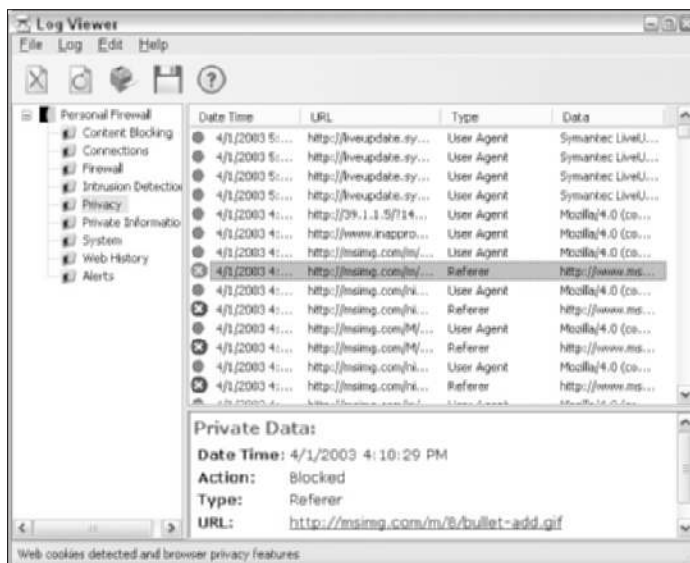 Log Viewer
File Log Edit Help
Personal Firewall
Content Blocking
Connections
Firewall
Intrusion Detection
Privacy
Private Informatio
System
Web History
Alerts
Date Time URL Type Data
4/1/2003 5:... http://liveupdate.sy... User Agent Symantec LiveU...
4/1/2003 5:... http://liveupdate.sy... User Agent Symantec LiveU...
4/1/2003 5:... http://liveupdate.sy... User Agent Symantec LiveU...
4/1/2003 5:... http://liveupdate.sy... User Agent Symantec LiveU...
4/1/2003 4:... http://39.1.1.5/?14... User Agent Mozilla/4.0 (co...
4/1/2003 4:... http://www.inappro... User Agent Mozilla/4.0 (co...
4/1/2003 4:... http://msimg.com/m/... User Agent Mozilla/4.0 (co...
4/1/2003 4:... http://msimg.com/m/... Referer http://www.ms...
4/1/2003 4:... http://msimg.com/ni... User Agent Mozilla/4.0 (co...
4/1/2003 4:... http://msimg.com/ni... Referer http://www.ms...
4/1/2003 4:... http://msimg.com/M/... User Agent Mozilla/4.0 (co...
4/1/2003 4:... http://msimg.com/M/... Referer http://www.ms...
4/1/2003 4:... http://msimg.com/ni... User Agent Mozilla/4.0 (co...
4/1/2003 4:... http://msimg.com/ni... Referer http://www.ms...
Private Data:
Date Time: 4/1/2003 4:10:29 PM
Action: Blocked
Type: Referer
URL: http://msimg.com/m/8/bullet-add.gif
Web cookies detected and browser privacy features